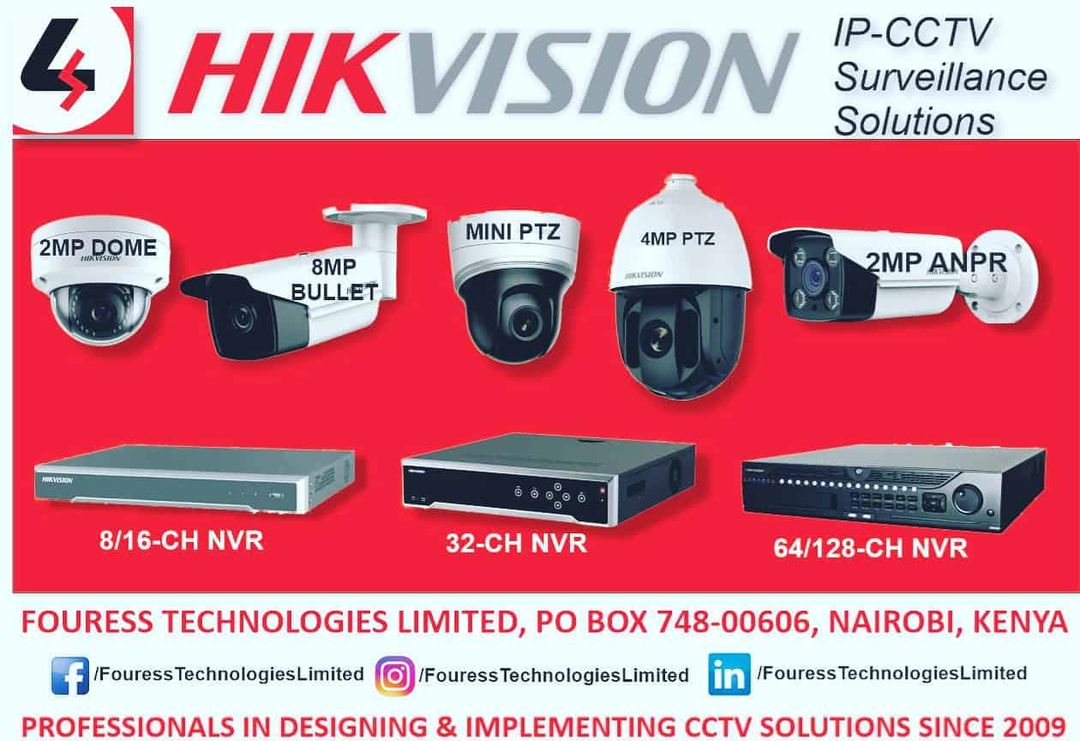 4
HIKVISION
IP-CCTV
Surveillance
Solutions
2MP DOME
HIKVISION
8MP
BULLET
MINI PTZ
4MP PTZ
HIKVISION
2MP ANPR
HIKVISION
8/16-CH NVR
32-CH NVR
64/128-CH NVR
FOURESS TECHNOLOGIES LIMITED, PO BOX 748-00606, NAIROBI, KENYA
/FouressTechnologiesLimited
/FouressTechnologiesLimited
/FouressTechnologiesLimited
PROFESSIONALS IN DESIGNING & IMPLEMENTING CCTV SOLUTIONS SINCE 2009